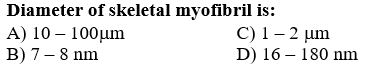 Diameter of skeletal myofibril is:
A) 10 – 100µm C) 1 – 2 µm
B) 7 – 8 nm D) 16 – 180 nm